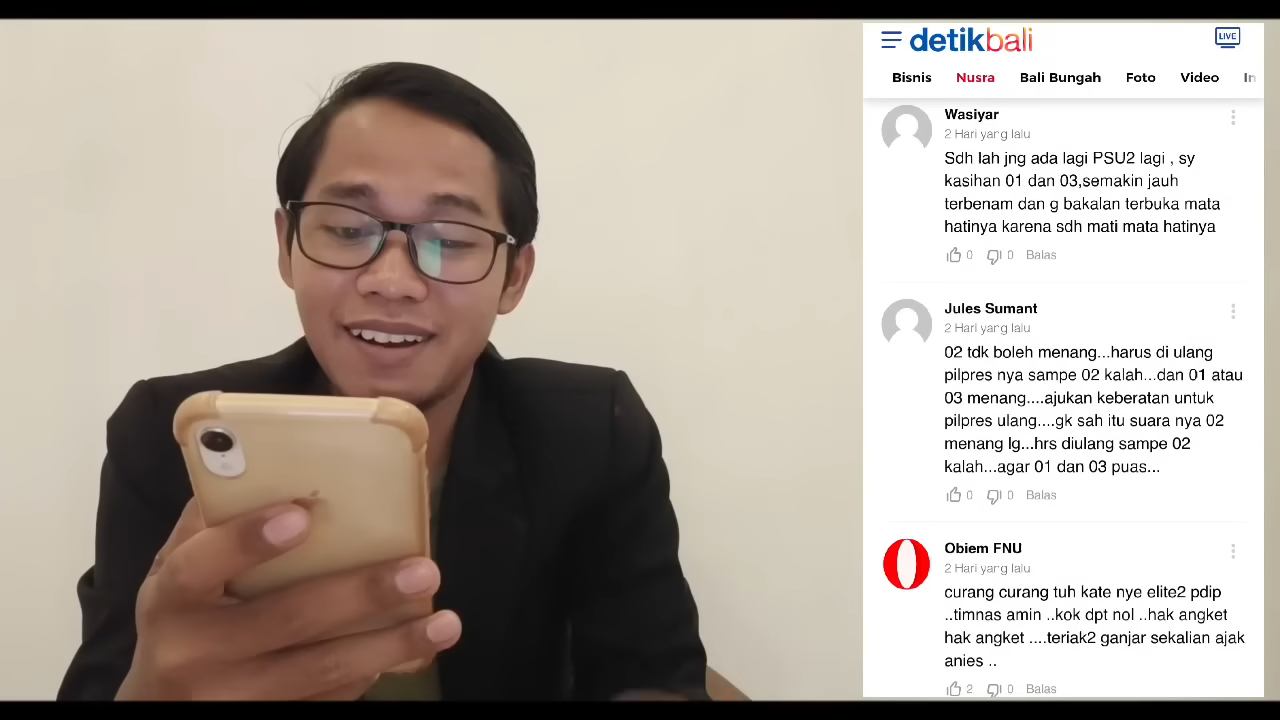 detikbali
LIVE
Bisnis Nusra Bali Bungah Foto Video In
Wasiyar
2 Hari yang lalu
Sdh lah jng ada lagi PSU2 lagi , sy
kasihan 01 dan 03,semakin jauh
terbenam dan g bakalan terbuka mata
hatinya karena sdh mati mata hatinya
0 0 Balas
Jules Sumant
2 Hari yang lalu
02 tdk boleh menang...harus di ulang
pilpres nya sampe 02 kalah...dan 01 atau
03 menang....ajukan keberatan untuk
pilpres ulang....gk sah itu suara nya 02
menang lg...hrs diulang sampe 02
kalah...agar 01 dan 03 puas...
0 0 Balas
Obiem FNU
2 Hari yang lalu
curang curang tuh kate nye elite2 pdip
..timnas amin ..kok dpt nol ..hak angket
hak angket ....teriak2 ganjar sekalian ajak
anies ..
2 0 Balas